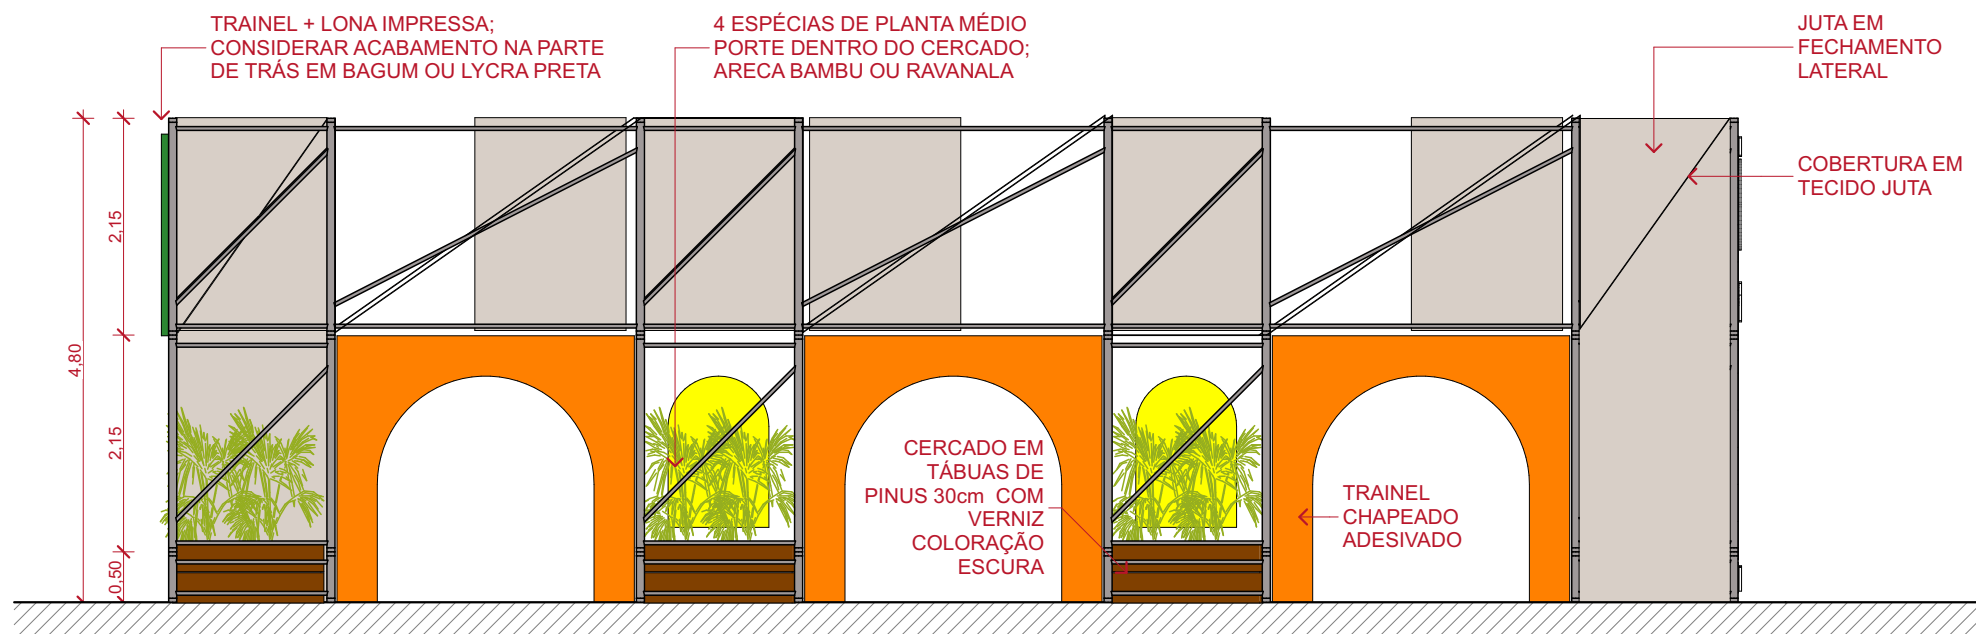 TRAINEL + LONA IMPRESSA;
CONSIDERAR ACABAMENTO NA PARTE
DE TRÁS EM BAGUM OU LYCRA PRETA
4 ESPÉCIAS DE PLANTA MÉDIO
PORTE DENTRO DO CERCADO;
ARECA BAMBU OU RAVANALA
JUTA EM
FECHAMENTO
LATERAL
COBERTURA EM
TECIDO JUTA
2,15
4,80
2,15
0,50
CERCADO EM
TÁBUAS DE
PINUS 30cm COM
VERNIZ
COLORAÇÃO
ESCURA
TRAINEL
CHAPEADO
ADESIVADO